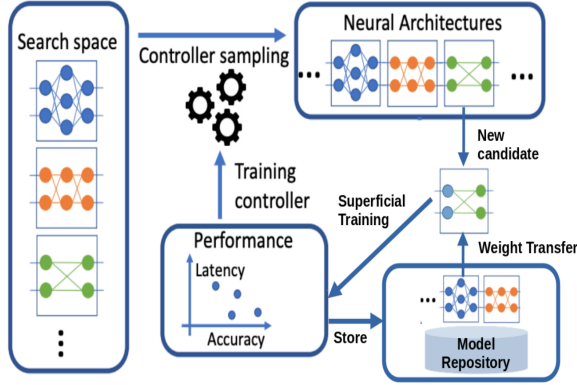 Search space
Controller sampling
Neural Architectures
New
candidate
Training
controller
Superficial
Training
Weight Transfer
Performance
Latency
Accuracy
Store
Model
Repository